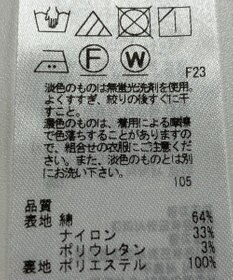 F W
F23
淡色のものは無蛍光洗剤を使用。
よくすすぎ、絞りの後すぐに干
すこと。
濃色のものは、着用による摩擦
で色落ちすることがありますの
で、組合せの衣服にご注意くださ
い。また、淡色のものとは別
にお洗い下さい。
105
品質
表地 綿 64%
ナイロン 33%
ポリウレタン 3%
裏地 ポリエステル 100%